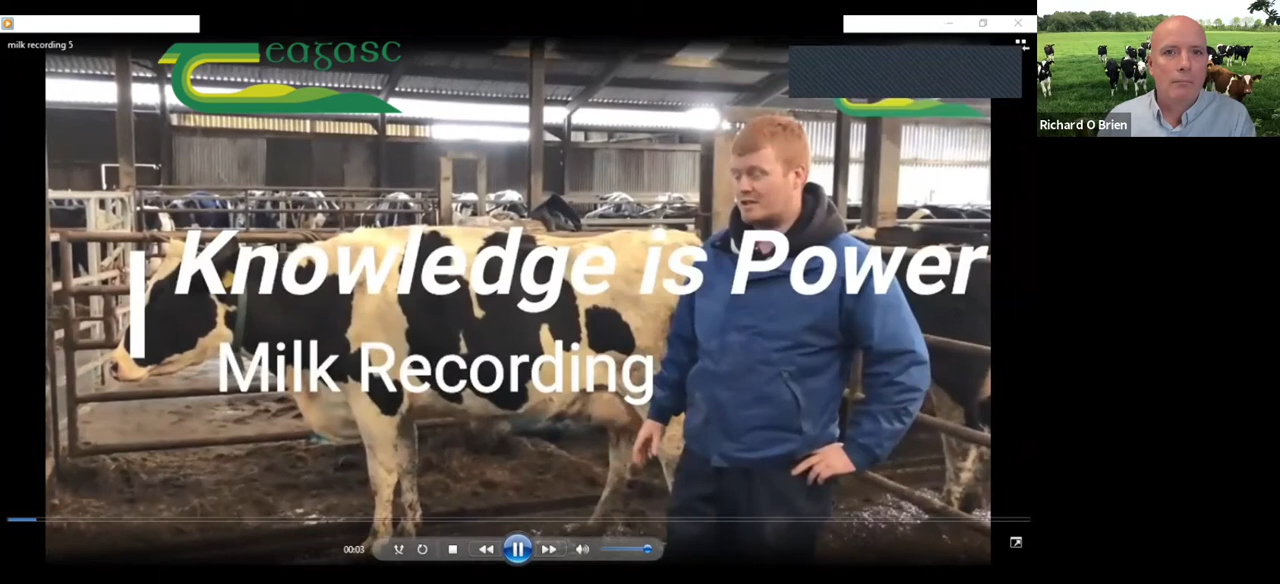 milk recording 5
eagasc
Knowledge is Power
Milk Recording
00:03
Richard O Brien